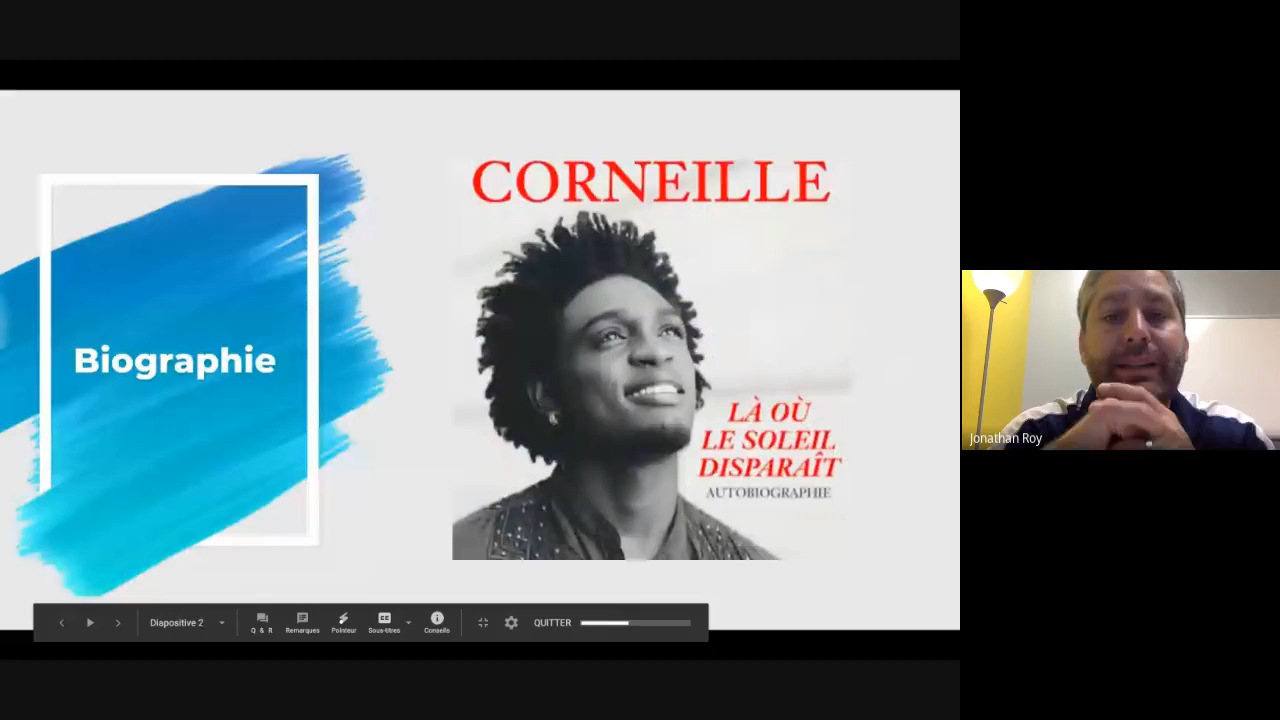 Biographie
CORNEILLE
LÀ OÙ
LE SOLEIL
DISPARAÎT
AUTOBIOGRAPHIE
Jonathan Roy
Diapositive 2
Q & R
Remarques
Pointeur
Sous-titres
Conseils
QUITTER